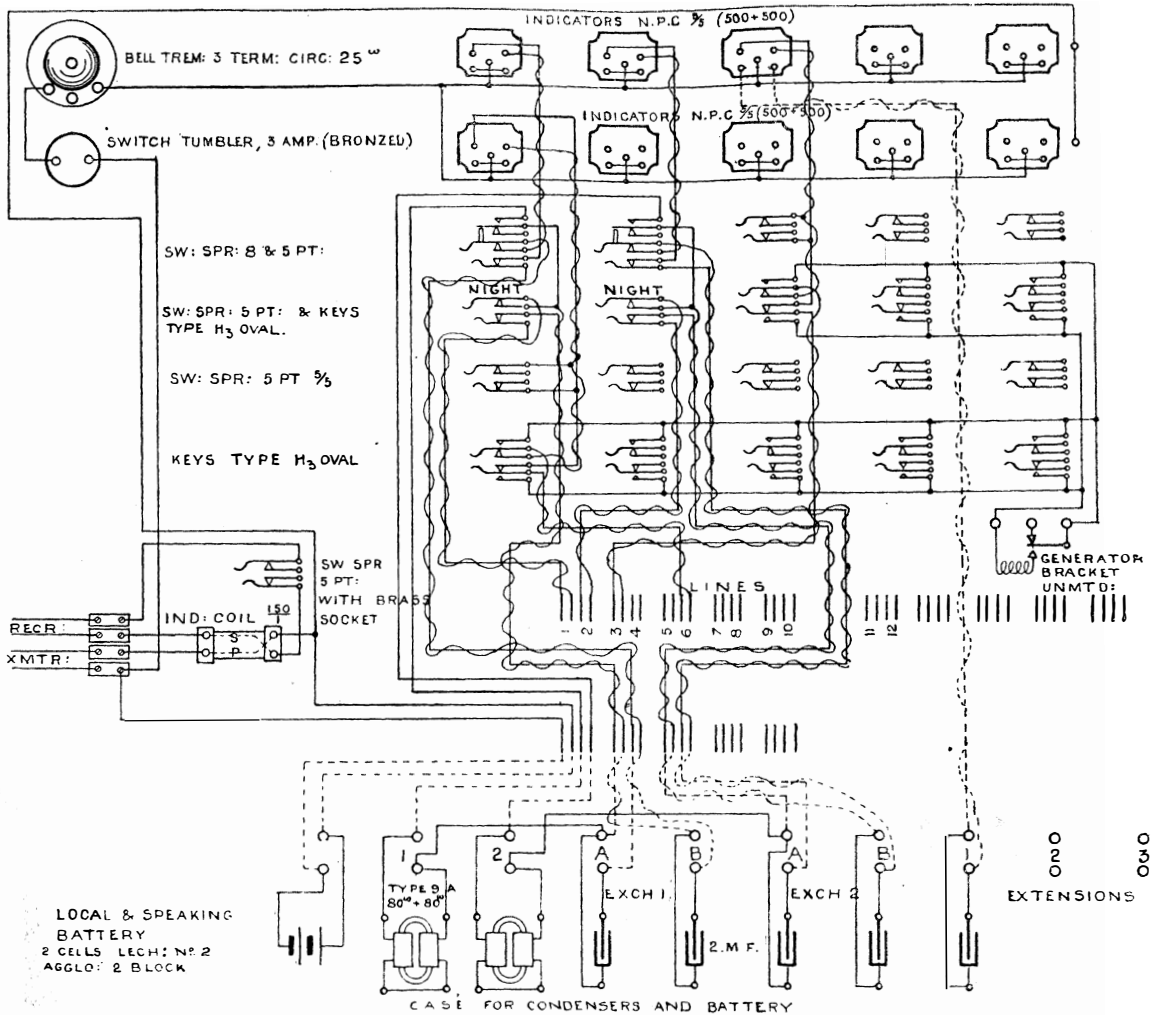 INDICATORS N.P.C 5/5 (500+500)
BELL TREM: 3 TERM: CIRC: 25 ω
INDICATORS N.P.C 5/5 (500+500)
SWITCH TUMBLER, 3 AMP. (BRONZED)
SW: SPR: 8 & 5 PT:
NIGHT
NIGHT
SW: SPR: 5 PT: & KEYS
TYPE H3 OVAL.
SW: SPR: 5 PT 5/5
KEYS TYPE H3 OVAL
GENERATOR
BRACKET
UNMTD:
SW SPR
5 PT:
WITH BRASS
SOCKET
LINES
IND: COIL
150
1
S
P
RECR:
XMTR:
1 2 3 4 5 6 7 8 9 10 11 12
1
2
A
B
A
B
1
2
3
TYPE 9 A
80ω + 80ω
EXCH 1.
EXCH 2
EXTENSIONS
2. M F.
LOCAL & SPEAKING
BATTERY
2 CELLS LECH: No. 2
AGGLO: 2 BLOCK
CASE FOR CONDENSERS AND BATTERY